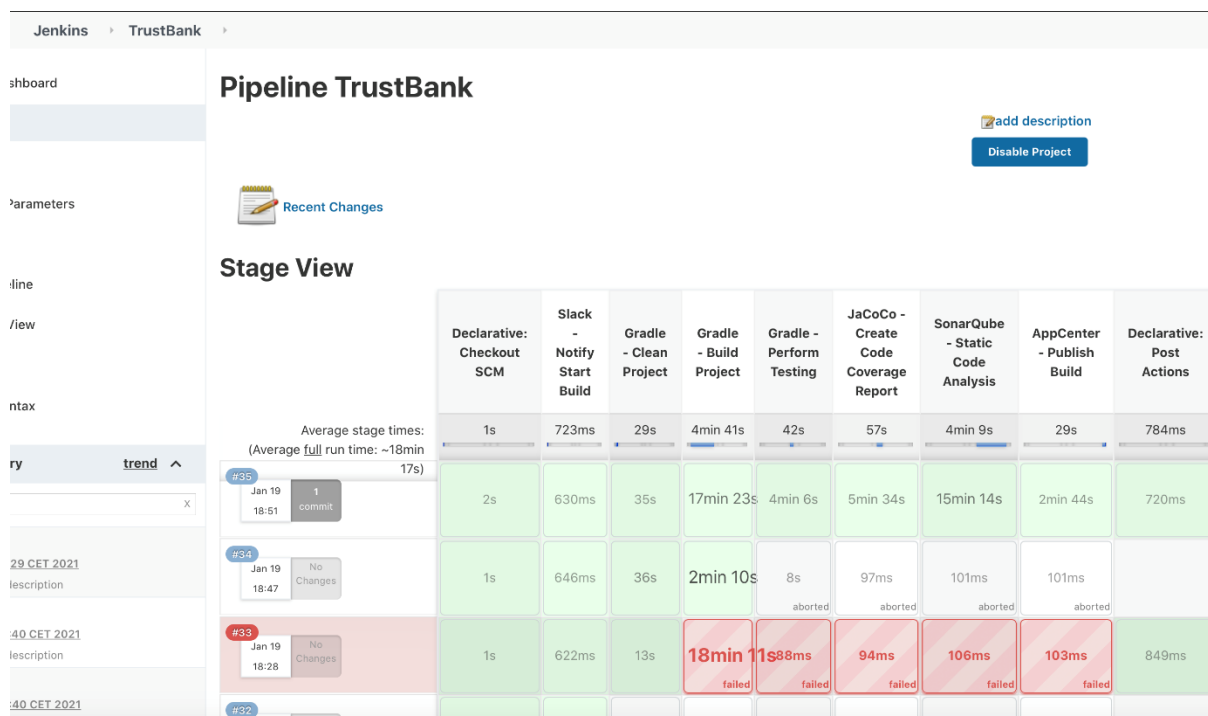 Jenkins TrustBank
shboard
Parameters
eline
View
ntax
ry trend
x
29 CET 2021
description
:40 CET 2021
description
:40 CET 2021
Pipeline TrustBank
add description
Disable Project
Recent Changes
Stage View
Declarative:
Checkout
SCM
Slack
-
Notify
Start
Build
Gradle
- Clean
Project
Gradle
- Build
Project
Gradle -
Perform
Testing
JaCoCo -
Create
Code
Coverage
Report
SonarQube
- Static
Code
Analysis
AppCenter
- Publish
Build
Declarative:
Post
Actions
Average stage times:
(Average full run time: ~18min
17s)
1s 723ms 29s 4min 41s 42s 57s 4min 9s 29s 784ms
#35
Jan 19
18:51
1
commit
2s 630ms 35s 17min 23s 4min 6s 5min 34s 15min 14s 2min 44s 720ms
#34
Jan 19
18:47
No
Changes
1s 646ms 36s 2min 10s 8s 97ms 101ms 101ms
aborted aborted aborted aborted
#33
Jan 19
18:28
No
Changes
1s 622ms 13s 18min 11s 88ms 94ms 106ms 103ms 849ms
failed failed failed failed failed
#32